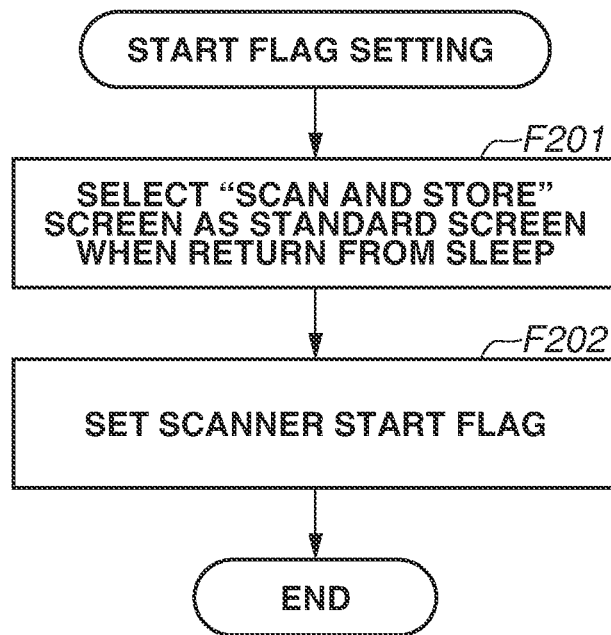 START FLAG SETTING
F201
SELECT “SCAN AND STORE”
SCREEN AS STANDARD SCREEN
WHEN RETURN FROM SLEEP
F202
SET SCANNER START FLAG
END